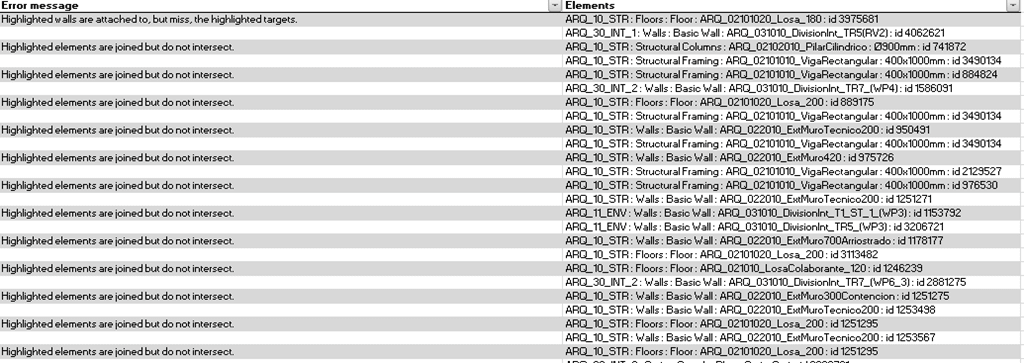 Error message Elements
Highlighted walls are attached to, but miss, the highlighted targets. ARQ_10_STR : Floors : Floor : ARQ_02101020_Losa_180 : id 3975681
ARQ_30_INT_1 : Walls : Basic Wall : ARQ_031010_DivisionInt_TR5(RV2) : id 4062621
Highlighted elements are joined but do not intersect. ARQ_10_STR : Structural Columns : ARQ_02102010_PilarCilindrico : Ø900mm : id 741872
ARQ_10_STR : Structural Framing : ARQ_02101010_VigaRectangular : 400x1000mm : id 3490134
Highlighted elements are joined but do not intersect. ARQ_10_STR : Structural Framing : ARQ_02101010_VigaRectangular : 400x1000mm : id 884824
ARQ_30_INT_2 : Walls : Basic Wall : ARQ_031010_DivisionInt_TR7_(WP4) : id 1586091
Highlighted elements are joined but do not intersect. ARQ_10_STR : Floors : Floor : ARQ_02101020_Losa_200 : id 889175
ARQ_10_STR : Structural Framing : ARQ_02101010_VigaRectangular : 400x1000mm : id 3490134
Highlighted elements are joined but do not intersect. ARQ_10_STR : Walls : Basic Wall : ARQ_022010_ExtMuroTecnico200 : id 950491
ARQ_10_STR : Structural Framing : ARQ_02101010_VigaRectangular : 400x1000mm : id 3490134
Highlighted elements are joined but do not intersect. ARQ_10_STR : Walls : Basic Wall : ARQ_022010_ExtMuro420 : id 975726
ARQ_10_STR : Structural Framing : ARQ_02101010_VigaRectangular : 400x1000mm : id 2129527
Highlighted elements are joined but do not intersect. ARQ_10_STR : Structural Framing : ARQ_02101010_VigaRectangular : 400x1000mm : id 976530
ARQ_10_STR : Walls : Basic Wall : ARQ_022010_ExtMuroTecnico200 : id 1251271
Highlighted elements are joined but do not intersect. ARQ_11_ENV : Walls : Basic Wall : ARQ_031010_DivisionInt_T1_ST_1_(WP3) : id 1153792
ARQ_11_ENV : Walls : Basic Wall : ARQ_031010_DivisionInt_TR5_(WP3) : id 3206721
Highlighted elements are joined but do not intersect. ARQ_10_STR : Walls : Basic Wall : ARQ_022010_ExtMuro700Arriostrado : id 1178177
ARQ_10_STR : Floors : Floor : ARQ_02101020_Losa_200 : id 3113482
Highlighted elements are joined but do not intersect. ARQ_10_STR : Floors : Floor : ARQ_021010_LosaColaborante_120 : id 1246239
ARQ_30_INT_2 : Walls : Basic Wall : ARQ_031010_DivisionInt_TR7_(WP6_3) : id 2881275
Highlighted elements are joined but do not intersect. ARQ_10_STR : Walls : Basic Wall : ARQ_022010_ExtMuro300Contencion : id 1251275
ARQ_10_STR : Walls : Basic Wall : ARQ_022010_ExtMuroTecnico200 : id 1253498
Highlighted elements are joined but do not intersect. ARQ_10_STR : Floors : Floor : ARQ_02101020_Losa_200 : id 1251295
ARQ_10_STR : Walls : Basic Wall : ARQ_022010_ExtMuroTecnico200 : id 1253567
Highlighted elements are joined but do not intersect. ARQ_10_STR : Floors : Floor : ARQ_02101020_Losa_200 : id 1251295